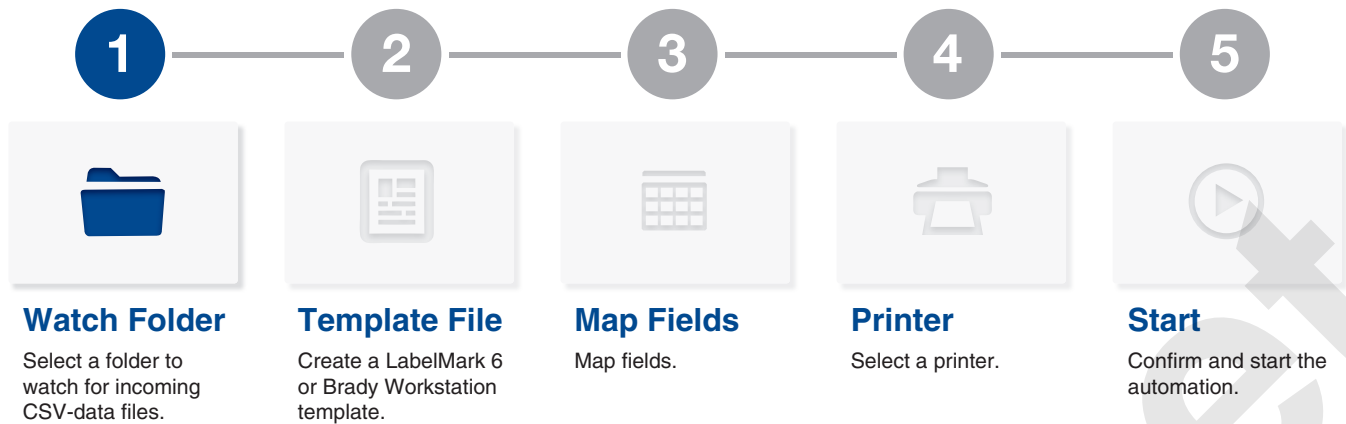 1 2 3 4 5
Watch Folder
Select a folder to
watch for incoming
CSV-data files.
Template File
Create a LabelMark 6
or Brady Workstation
template.
Map Fields
Map fields.
Printer
Select a printer.
Start
Confirm and start the
automation.